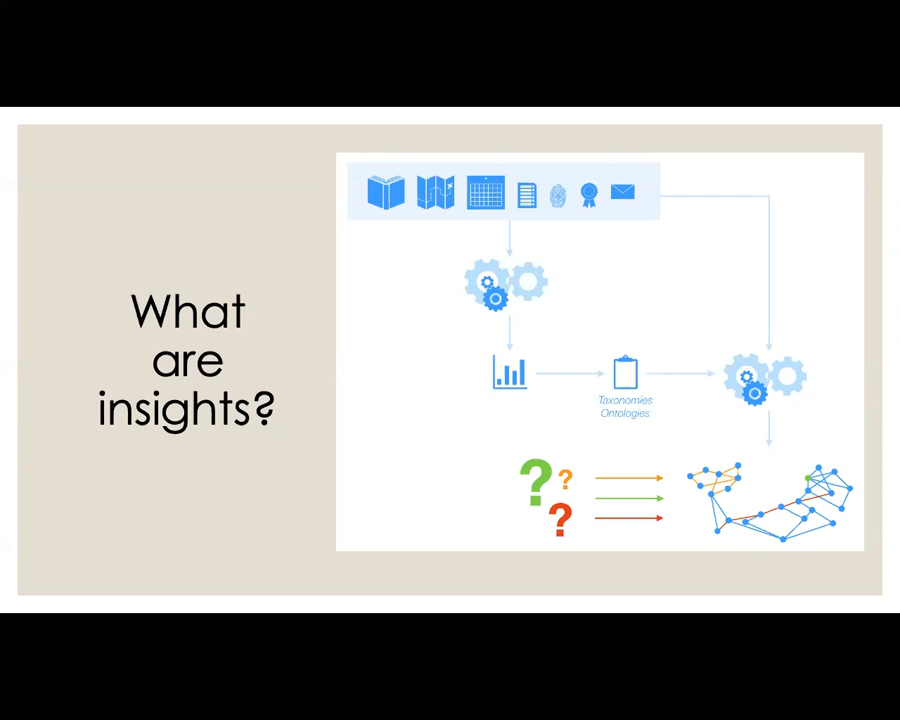 What
are
insights?
Taxonomies
Ontologies
? ?
?